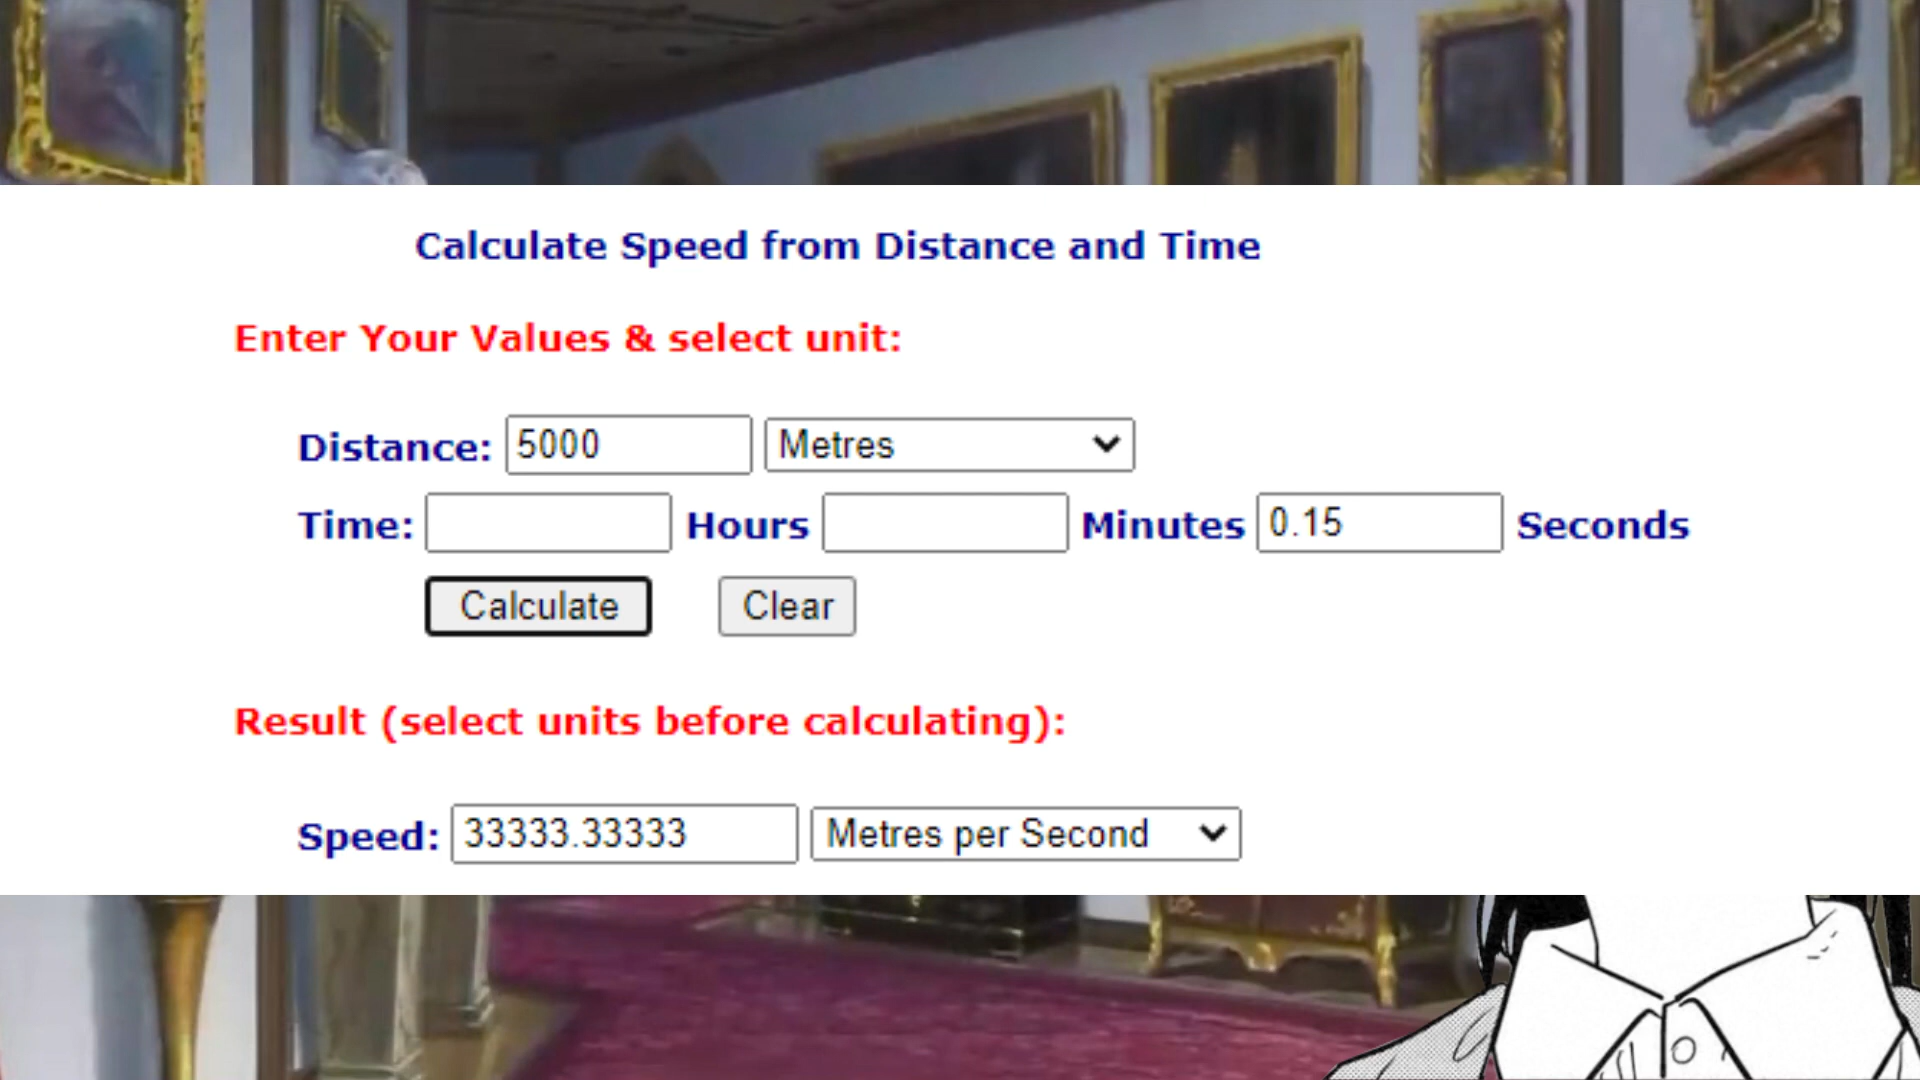 Calculate Speed from Distance and Time
Enter Your Values & select unit:
Distance: 5000 Metres
Time: Hours Minutes 0.15 Seconds
Calculate Clear
Result (select units before calculating):
Speed: 33333.33333 Metres per Second